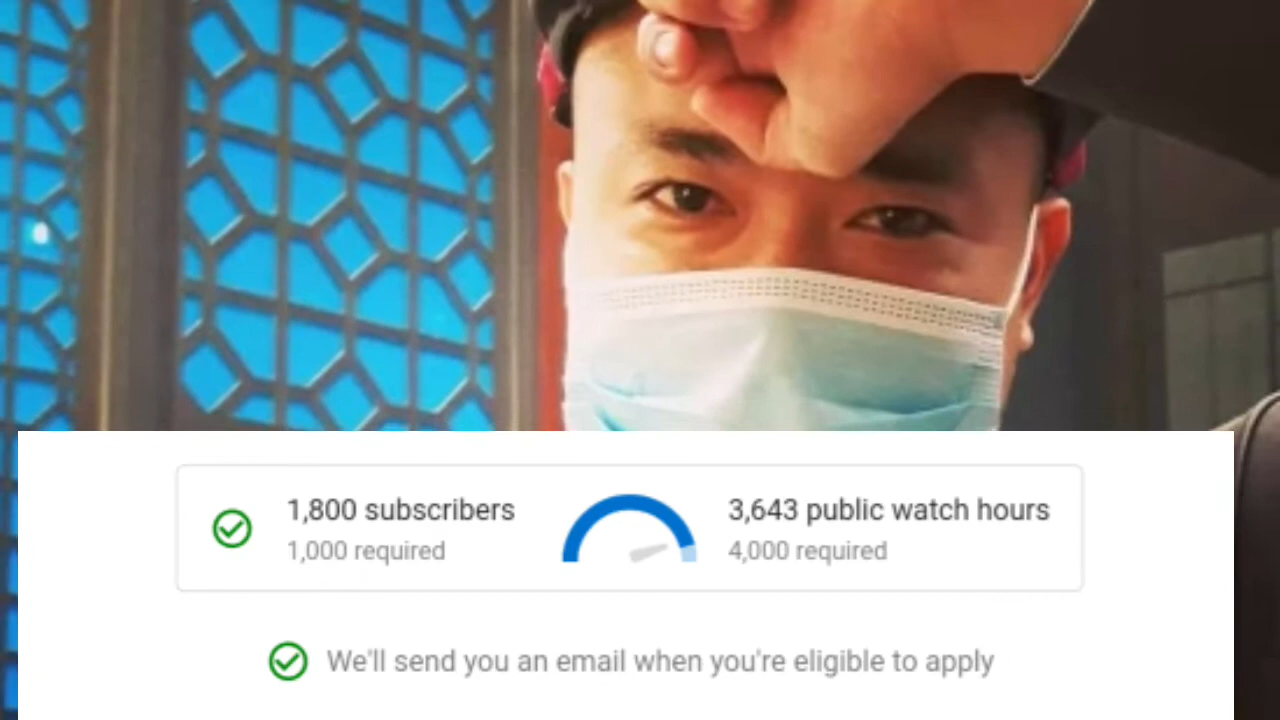 1,800 subscribers
1,000 required
3,643 public watch hours
4,000 required
We'll send you an email when you're eligible to apply